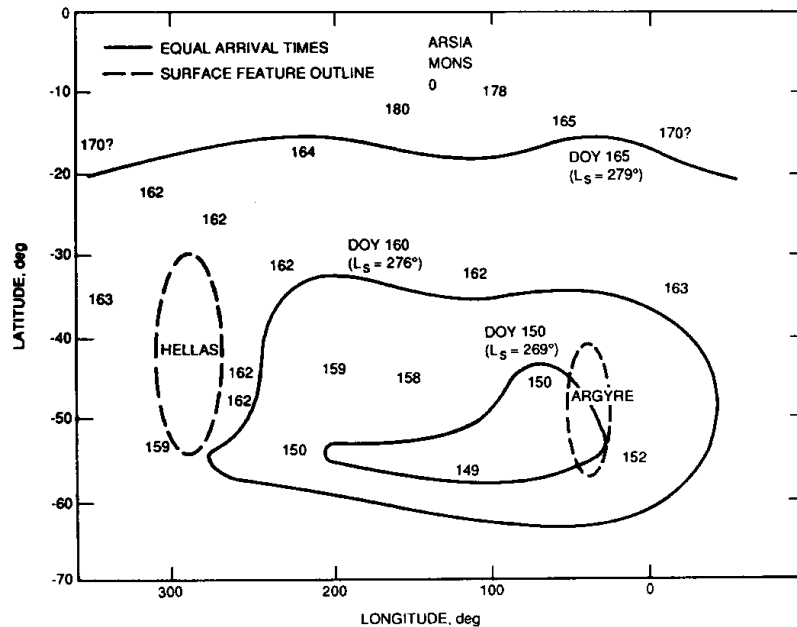 -0
EQUAL ARRIVAL TIMES
SURFACE FEATURE OUTLINE
ARSIA
MONS
0
-10
178
180
165
170?
170?
164
DOY 165
(LS = 279°)
-20
162
162
-30
DOY 160
(LS = 276°)
162
162
163
163
LATITUDE, deg
-40
HELLAS
DOY 150
(LS = 269°)
159
158
150
ARGYRE
162
162
-50
159
150
149
152
-60
-70
300
200
100
0
LONGITUDE, deg